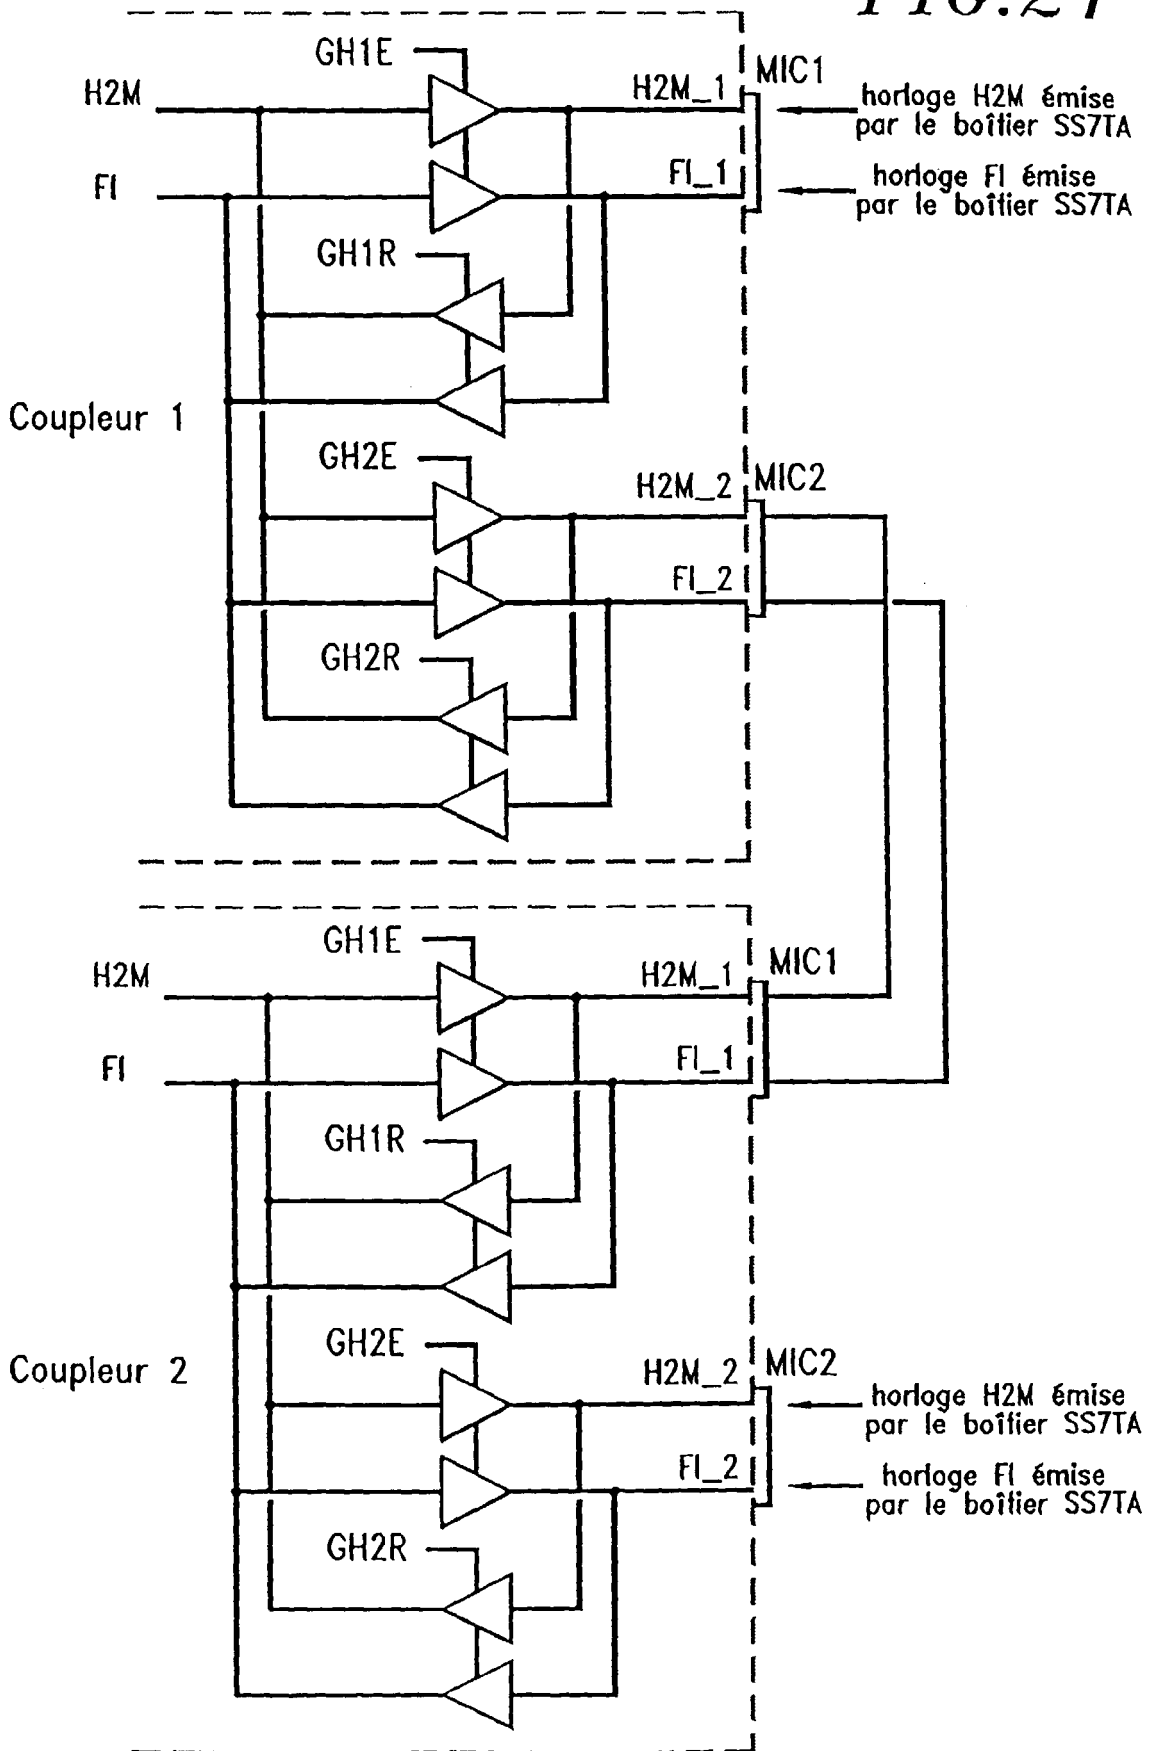 FIG.27
GH1E
H2M
H2M_1
MIC1
horloge H2M émise
par le boîtier SS7TA
FI
FI_1
horloge FI émise
par le boîtier SS7TA
GH1R
Coupleur 1
GH2E
H2M_2
MIC2
FI_2
GH2R
GH1E
H2M
H2M_1
MIC1
FI
FI_1
GH1R
Coupleur 2
GH2E
H2M_2
MIC2
horloge H2M émise
par le boîtier SS7TA
FI_2
horloge FI émise
par le boîtier SS7TA
GH2R